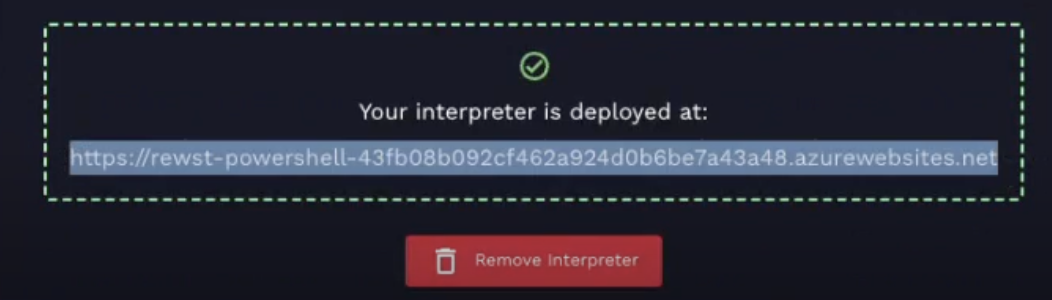 Your interpreter is deployed at:
https://rewst-powershell-43fb08b092cf462a924d0b6be7a43a48.azurewebsites.net
Remove Interpreter